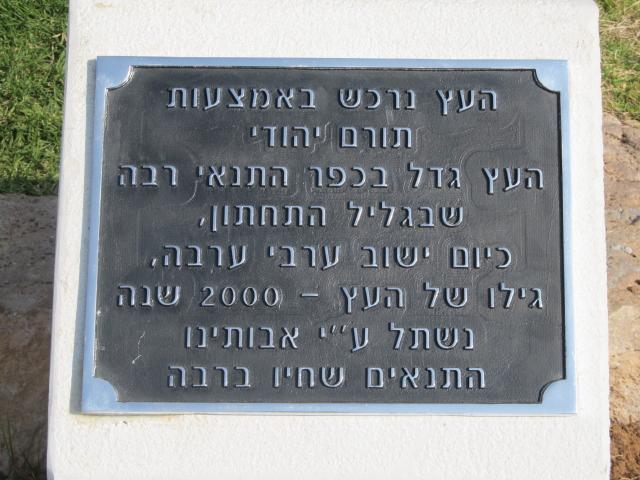 העץ נרכש באמצעות
תורם יהודי
העץ גדל בכפר התנאי רבה
שבגליל התחתון,
כיום ישוב ערבי ערבה,
גילו של העץ – 2000 שנה
נשתל ע״י אבותינו
התנאים שחיו ברבה